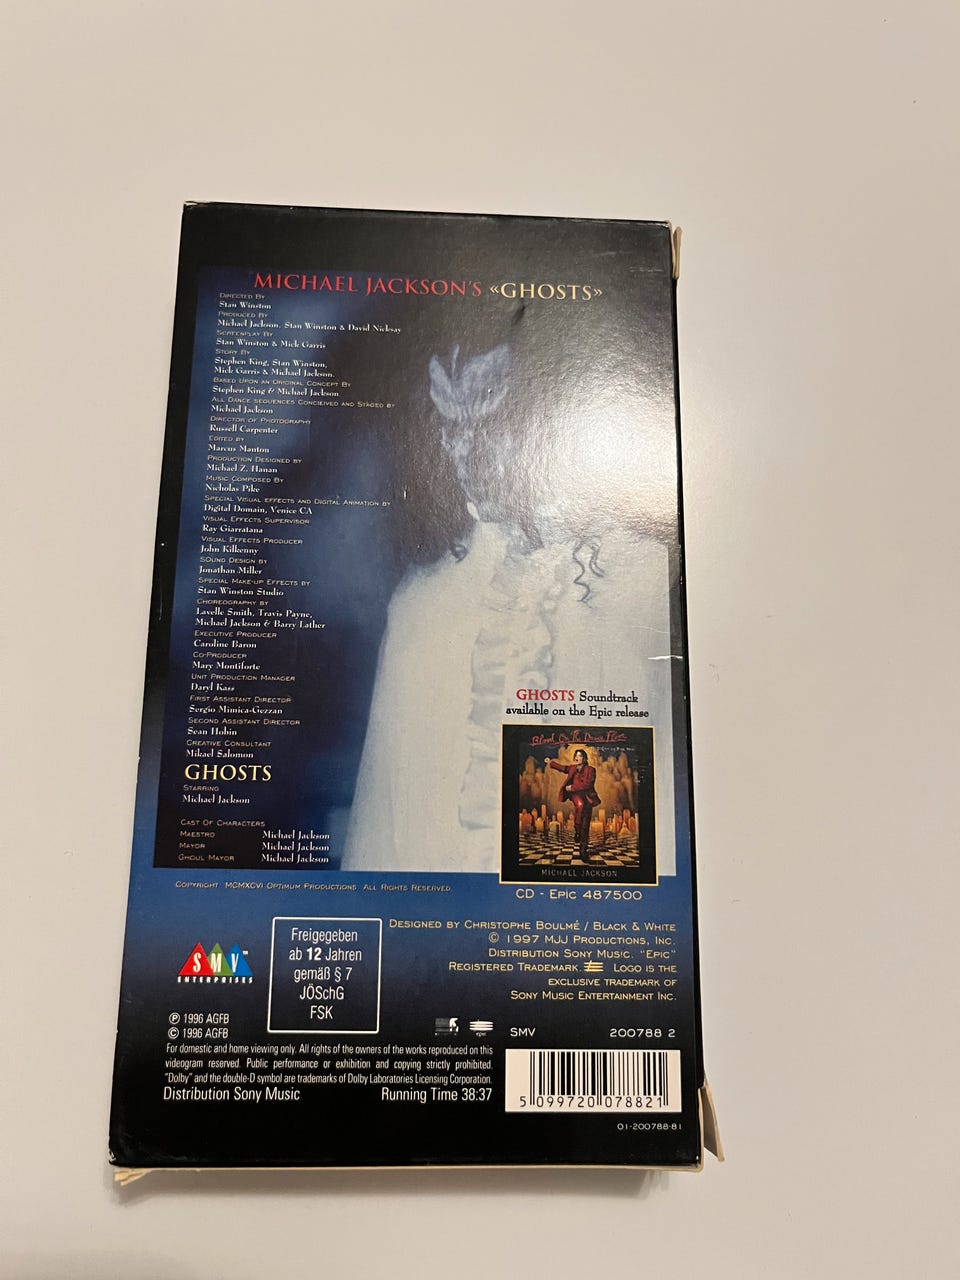 MICHAEL JACKSON'S «GHOSTS»
DIRECTED BY
Stan Winston
PRODUCED BY
Michael Jackson, Stan Winston & David Nicksay
SCREENPLAY BY
Stan Winston & Mick Garris
STORY BY
Stephen King, Stan Winston,
Mick Garris & Michael Jackson.
BASED UPON AN ORIGINAL CONCEPT BY
Stephen King & Michael Jackson
ALL DANCE SEQUENCES CONCIEIVED AND STAGED BY
Michael Jackson
DIRECTOR OF PHOTOGRAPHY
Russell Carpenter
EDITED BY
Marcus Manton
PRODUCTION DESIGNED BY
Michael Z. Hanan
MUSIC COMPOSED BY
Nicholas Pike
SPECIAL VISUAL EFFECTS AND DIGITAL ANIMATION BY
Digital Domain, Venice CA
VISUAL EFFECTS SUPERVISOR
Ray Giarratana
VISUAL EFFECTS PRODUCER
John Kilkenny
SOUND DESIGN BY
Jonathan Miller
SPECIAL MAKE-UP EFFECTS BY
Stan Winston Studio
CHOREOGRAPHY BY
Lavelle Smith, Travis Payne,
Michael Jackson & Barry Lather
EXECUTIVE PRODUCER
Caroline Baron
CO-PRODUCER
Mary Montiforte
UNIT PRODUCTION MANAGER
Daryl Kass
FIRST ASSISTANT DIRECTOR
Sergio Mimica-Gezzan
SECOND ASSISTANT DIRECTOR
Sean Hobin
CREATIVE CONSULTANT
Mikael Salomon
GHOSTS
STARRING
Michael Jackson
CAST OF CHARACTERS
MAESTRO Michael Jackson
MAYOR Michael Jackson
GHOUL MAYOR Michael Jackson
COPYRIGHT MCMXCVI OPTIMUM PRODUCTIONS ALL RIGHTS RESERVED.
GHOSTS Soundtrack
available on the Epic release
Blood On The Dance Floor
MICHAEL JACKSON
CD - EPIC 487500
DESIGNED BY CHRISTOPHE BOULMÉ / BLACK & WHITE
© 1997 MJJ PRODUCTIONS, INC.
DISTRIBUTION SONY MUSIC. "EPIC"
REGISTERED TRADEMARK. LOGO IS THE
EXCLUSIVE TRADEMARK OF
SONY MUSIC ENTERTAINMENT INC.
SMV
ENTERPRISES
Freigegeben
ab 12 Jahren
gemäß § 7
JÖSchG
FSK
℗ 1996 AGFB
© 1996 AGFB
epic
SMV 200788 2
For domestic and home viewing only. All rights of the owners of the works reproduced on this
videogram reserved. Public performance or exhibition and copying strictly prohibited.
"Dolby" and the double-D symbol are trademarks of Dolby Laboratories Licensing Corporation.
Distribution Sony Music Running Time 38:37
5 099720 078821
01-200788-81